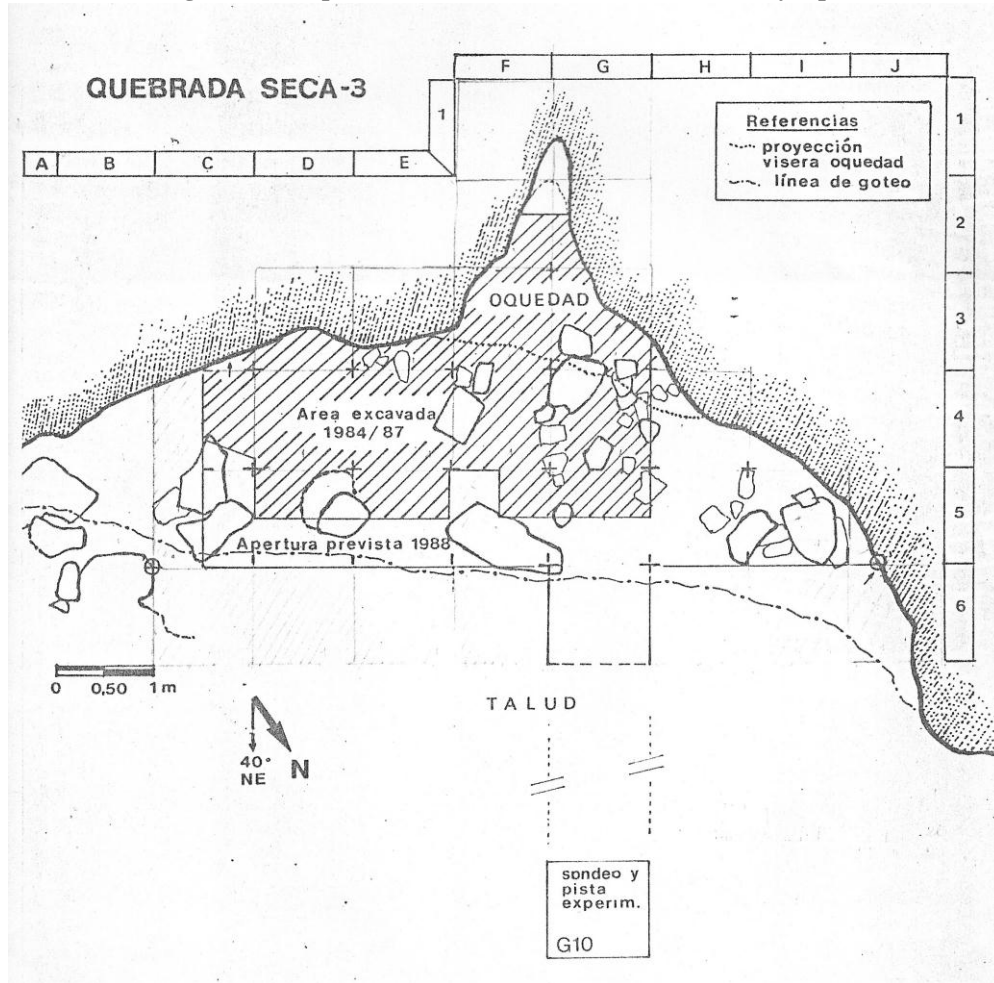 QUEBRADA SECA-3
F G H I J
1
A B C D E
1
Referencias
proyección
visera oquedad
línea de goteo
2
OQUEDAD
3
Area excavada
1984/87
4
5
Apertura prevista 1988
6
0 0,50 1 m
TALUD
40°
NE N
sondeo y
pista
experim.
G10